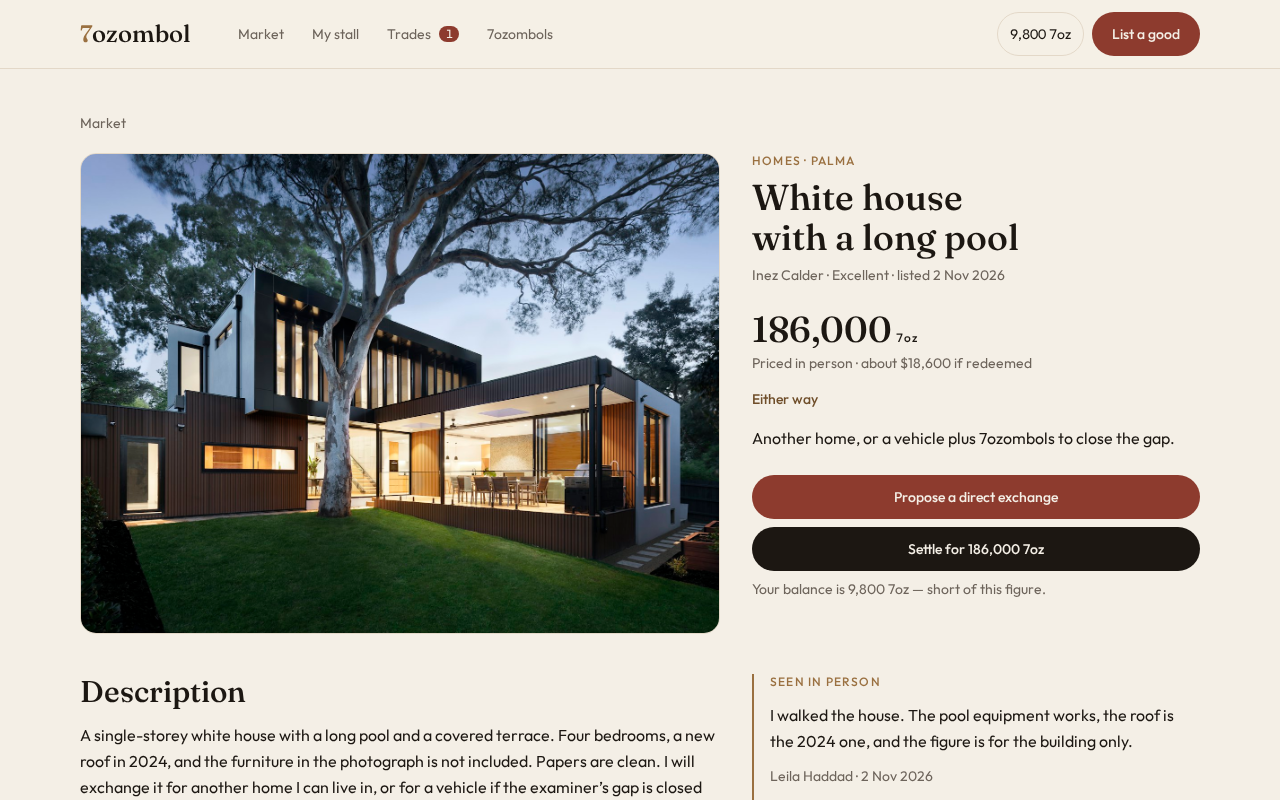 7ozombol
Market
My stall
Trades 1
7ozombols
9,800 7oz
List a good
Market
HOMES · PALMA
White house
with a long pool
Inez Calder · Excellent · listed 2 Nov 2026
186,000 7oz
Priced in person · about $18,600 if redeemed
Either way
Another home, or a vehicle plus 7ozombols to close the gap.
Propose a direct exchange
Settle for 186,000 7oz
Your balance is 9,800 7oz — short of this figure.
Description
A single-storey white house with a long pool and a covered terrace. Four bedrooms, a new
roof in 2024, and the furniture in the photograph is not included. Papers are clean. I will
exchange it for another home I can live in, or for a vehicle if the examiner’s gap is closed
SEEN IN PERSON
I walked the house. The pool equipment works, the roof is
the 2024 one, and the figure is for the building only.
Leila Haddad · 2 Nov 2026